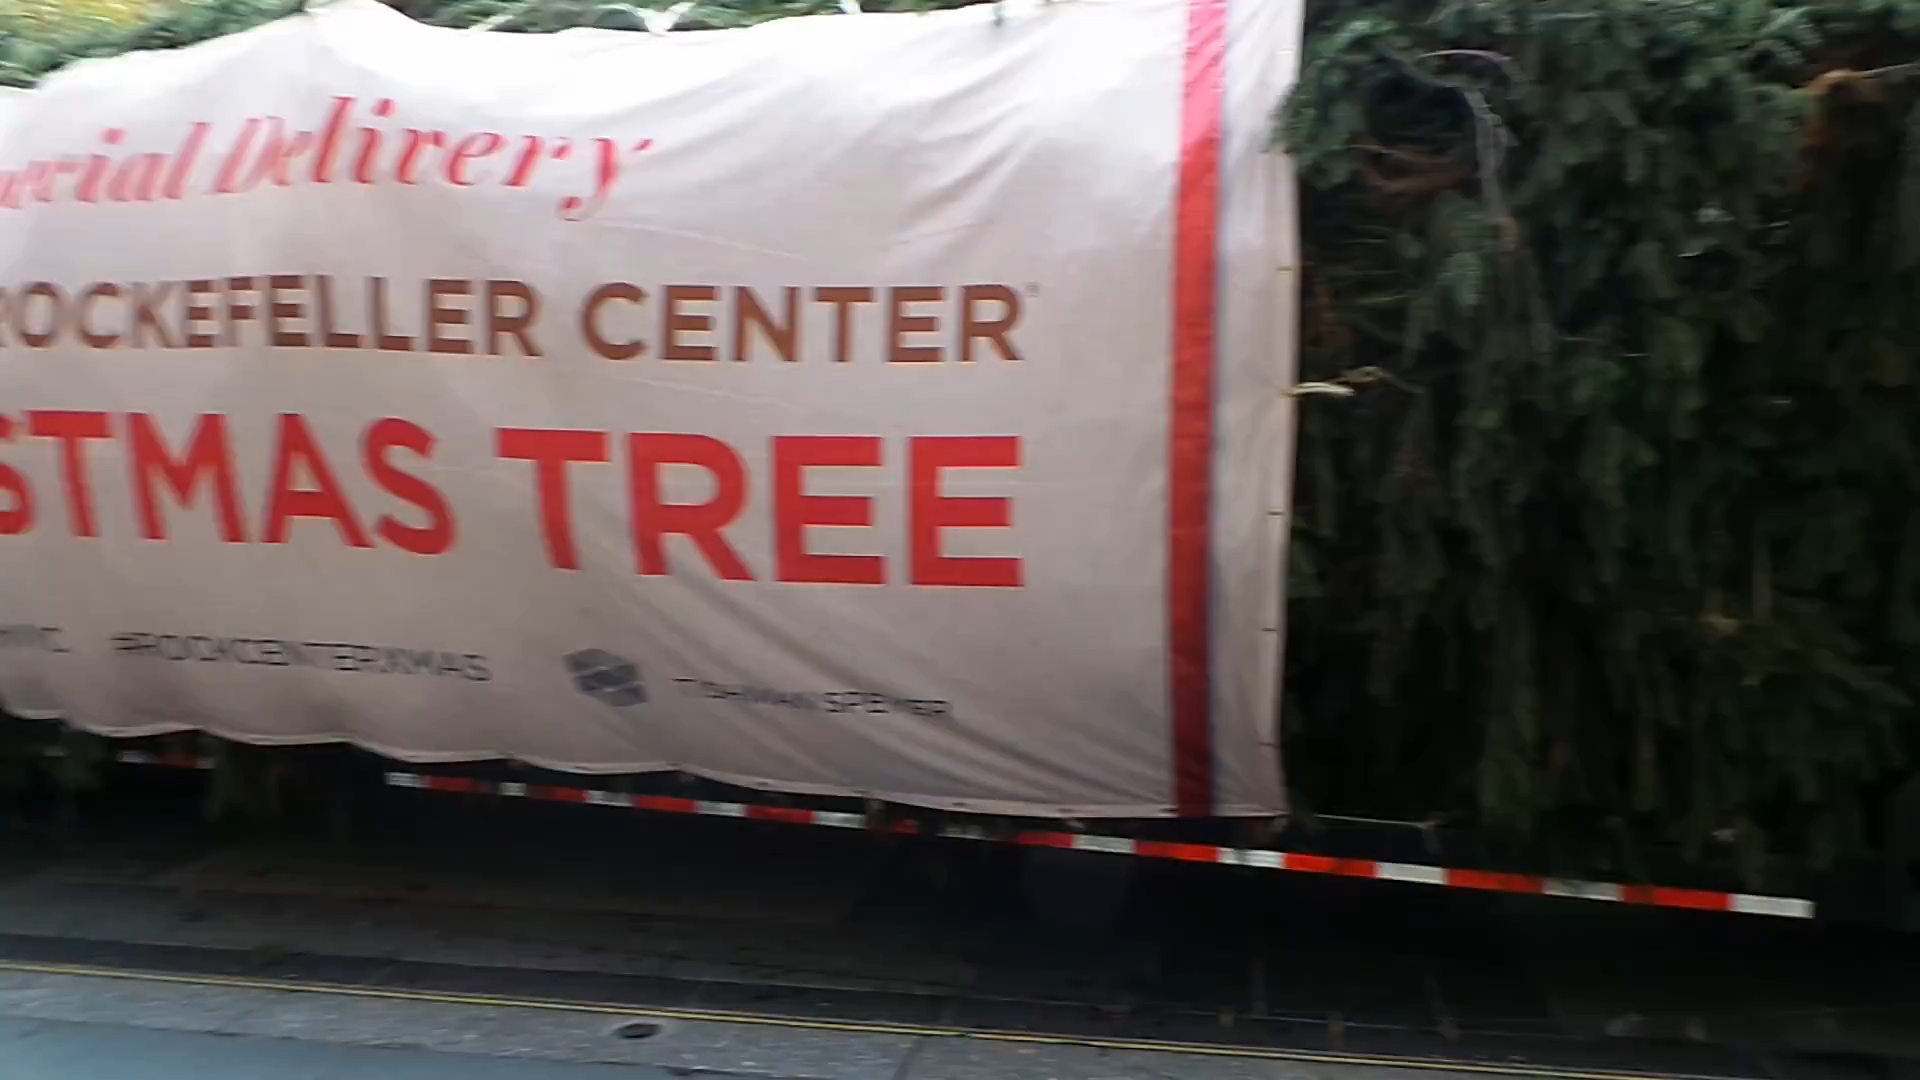 ecial Delivery
ROCKEFELLER CENTER
STMAS TREE
#ROCKCENTERXMAS TISHMAN SPEYER